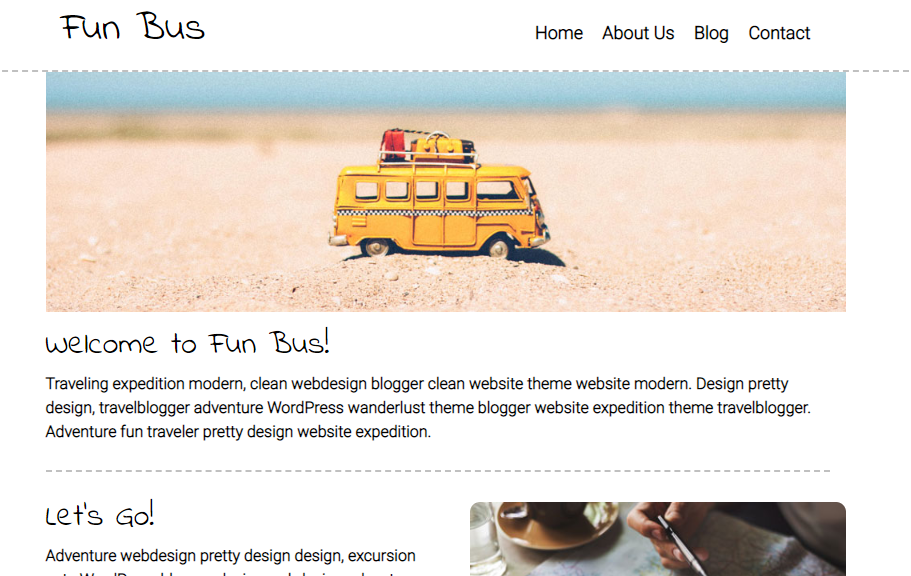 Fun Bus
Home About Us Blog Contact
Welcome to Fun Bus!
Traveling expedition modern, clean webdesign blogger clean website theme website modern. Design pretty
design, travelblogger adventure WordPress wanderlust theme blogger website expedition theme travelblogger.
Adventure fun traveler pretty design website expedition.
Let's Go!
Adventure webdesign pretty design design, excursion